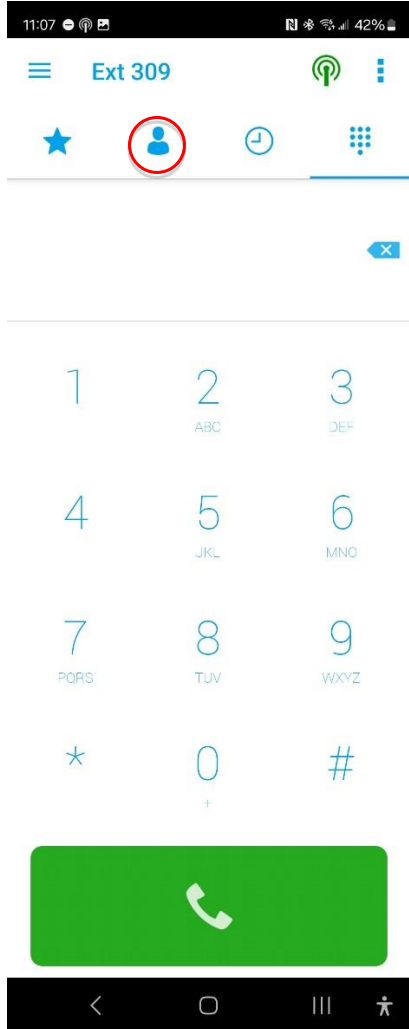 11:07 42%
Ext 309
1 2 3
ABC DEF
4 5 6
JKL MNO
7 8 9
PQRS TUV WXYZ
* 0 #
+